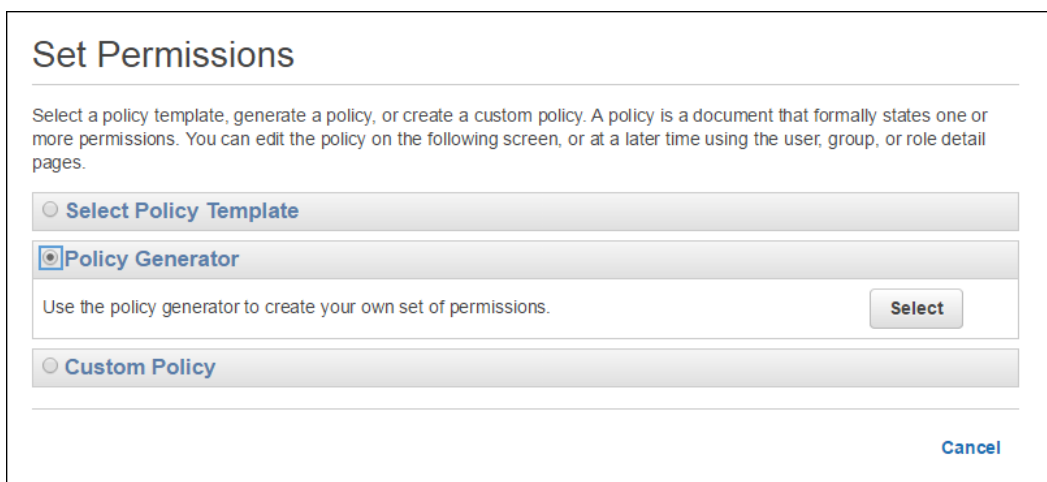 Set Permissions
Select a policy template, generate a policy, or create a custom policy. A policy is a document that formally states one or
more permissions. You can edit the policy on the following screen, or at a later time using the user, group, or role detail
pages.
Select Policy Template
Policy Generator
Use the policy generator to create your own set of permissions.
Select
Custom Policy
Cancel